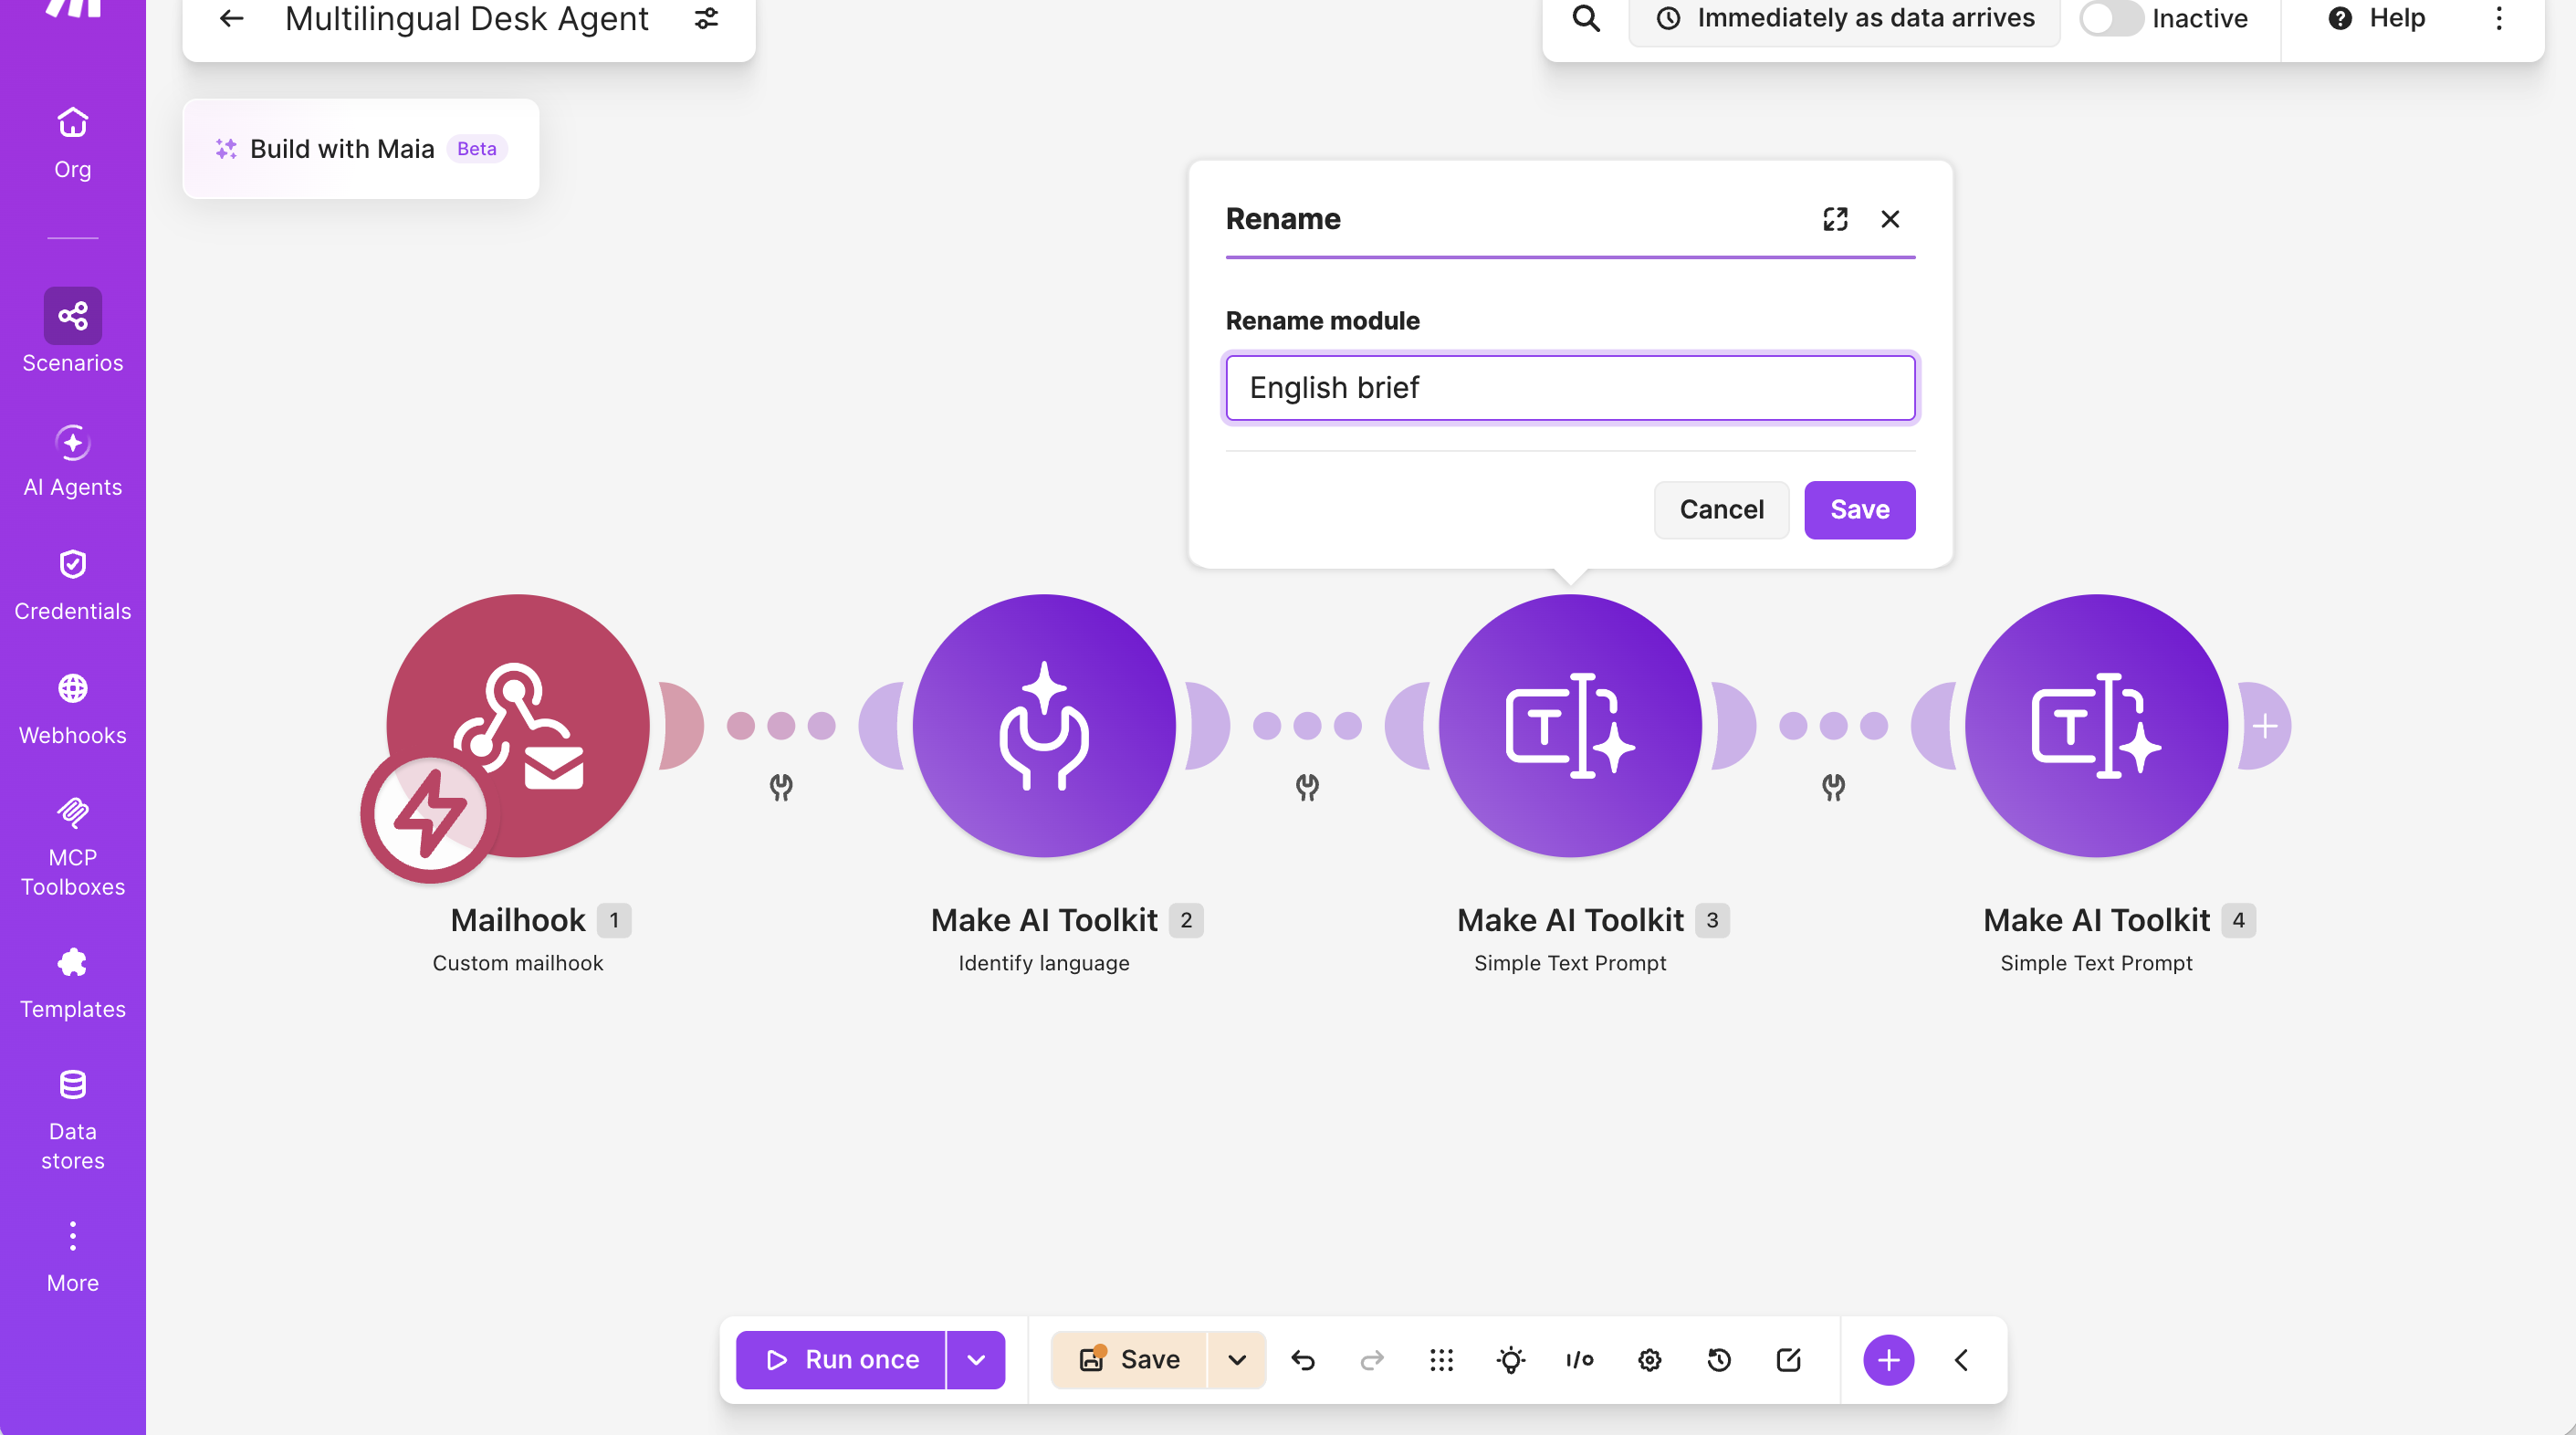 Multilingual Desk Agent
Immediately as data arrives
Inactive
Help
Org
Scenarios
AI Agents
Credentials
Webhooks
MCP
Toolboxes
Templates
Data
stores
More
Build with Maia Beta
Rename
Rename module
English brief
Cancel
Save
Mailhook 1
Custom mailhook
Make AI Toolkit 2
Identify language
Make AI Toolkit 3
Simple Text Prompt
Make AI Toolkit 4
Simple Text Prompt
Run once
Save